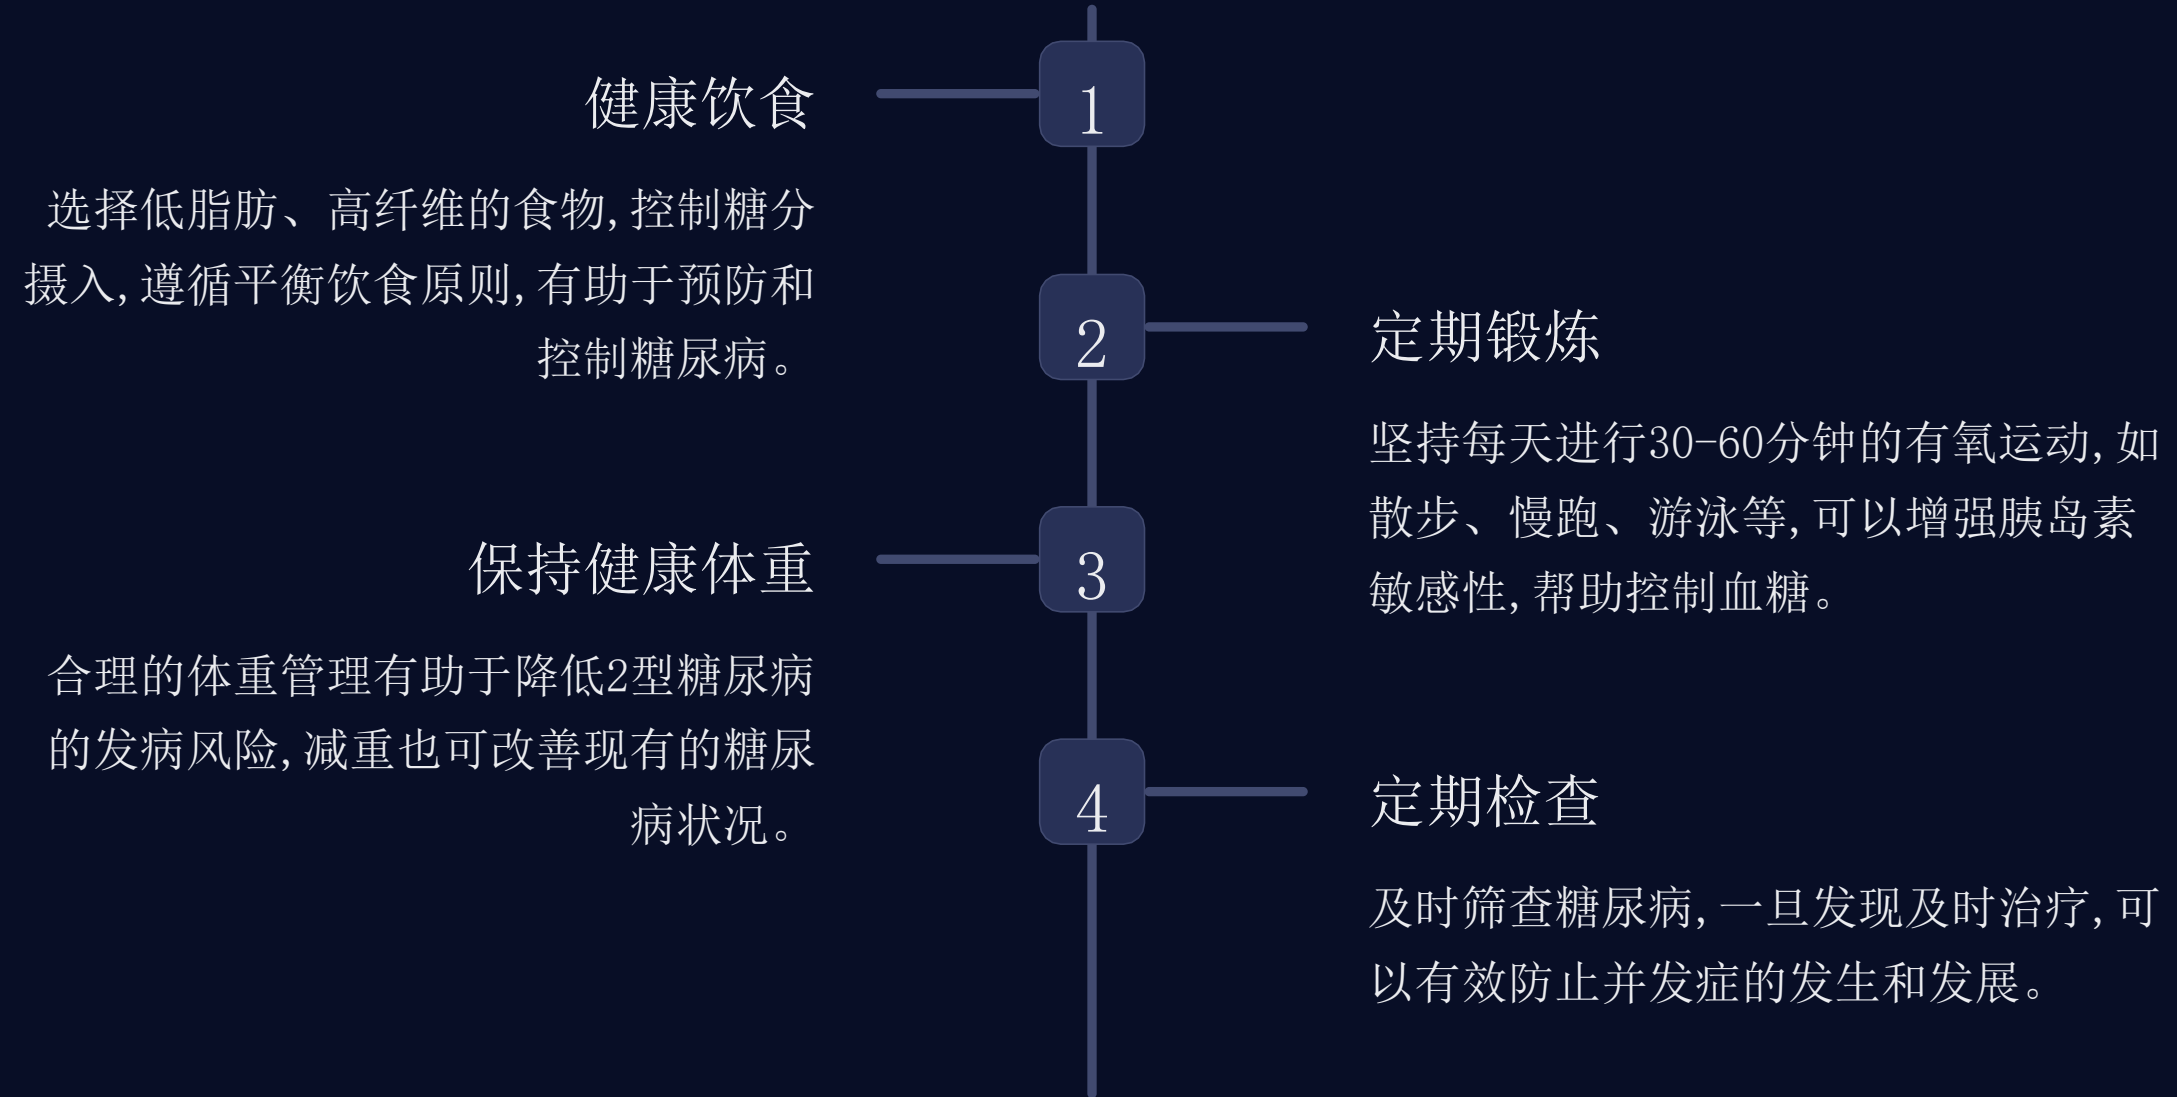 1
健康饮食
选择低脂肪、高纤维的食物,控制糖分
摄入,遵循平衡饮食原则,有助于预防和
控制糖尿病。
2
定期锻炼
坚持每天进行30-60分钟的有氧运动,如
散步、慢跑、游泳等,可以增强胰岛素
敏感性,帮助控制血糖。
3
保持健康体重
合理的体重管理有助于降低2型糖尿病
的发病风险,减重也可改善现有的糖尿
病状况。
4
定期检查
及时筛查糖尿病,一旦发现及时治疗,可
以有效防止并发症的发生和发展。